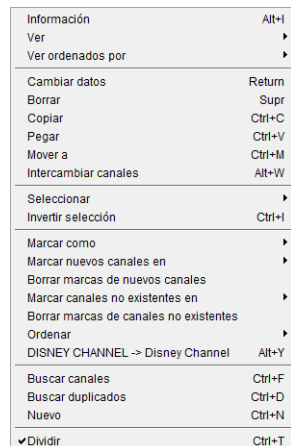 Información Alt+I
Ver
Ver ordenados por
Cambiar datos Return
Borrar Supr
Copiar Ctrl+C
Pegar Ctrl+V
Mover a Ctrl+M
Intercambiar canales Alt+W
Seleccionar
Invertir selección Ctrl+I
Marcar como
Marcar nuevos canales en
Borrar marcas de nuevos canales
Marcar canales no existentes en
Borrar marcas de canales no existentes
Ordenar
DISNEY CHANNEL -> Disney Channel Alt+Y
Buscar canales Ctrl+F
Buscar duplicados Ctrl+D
Nuevo Ctrl+N
Dividir Ctrl+T